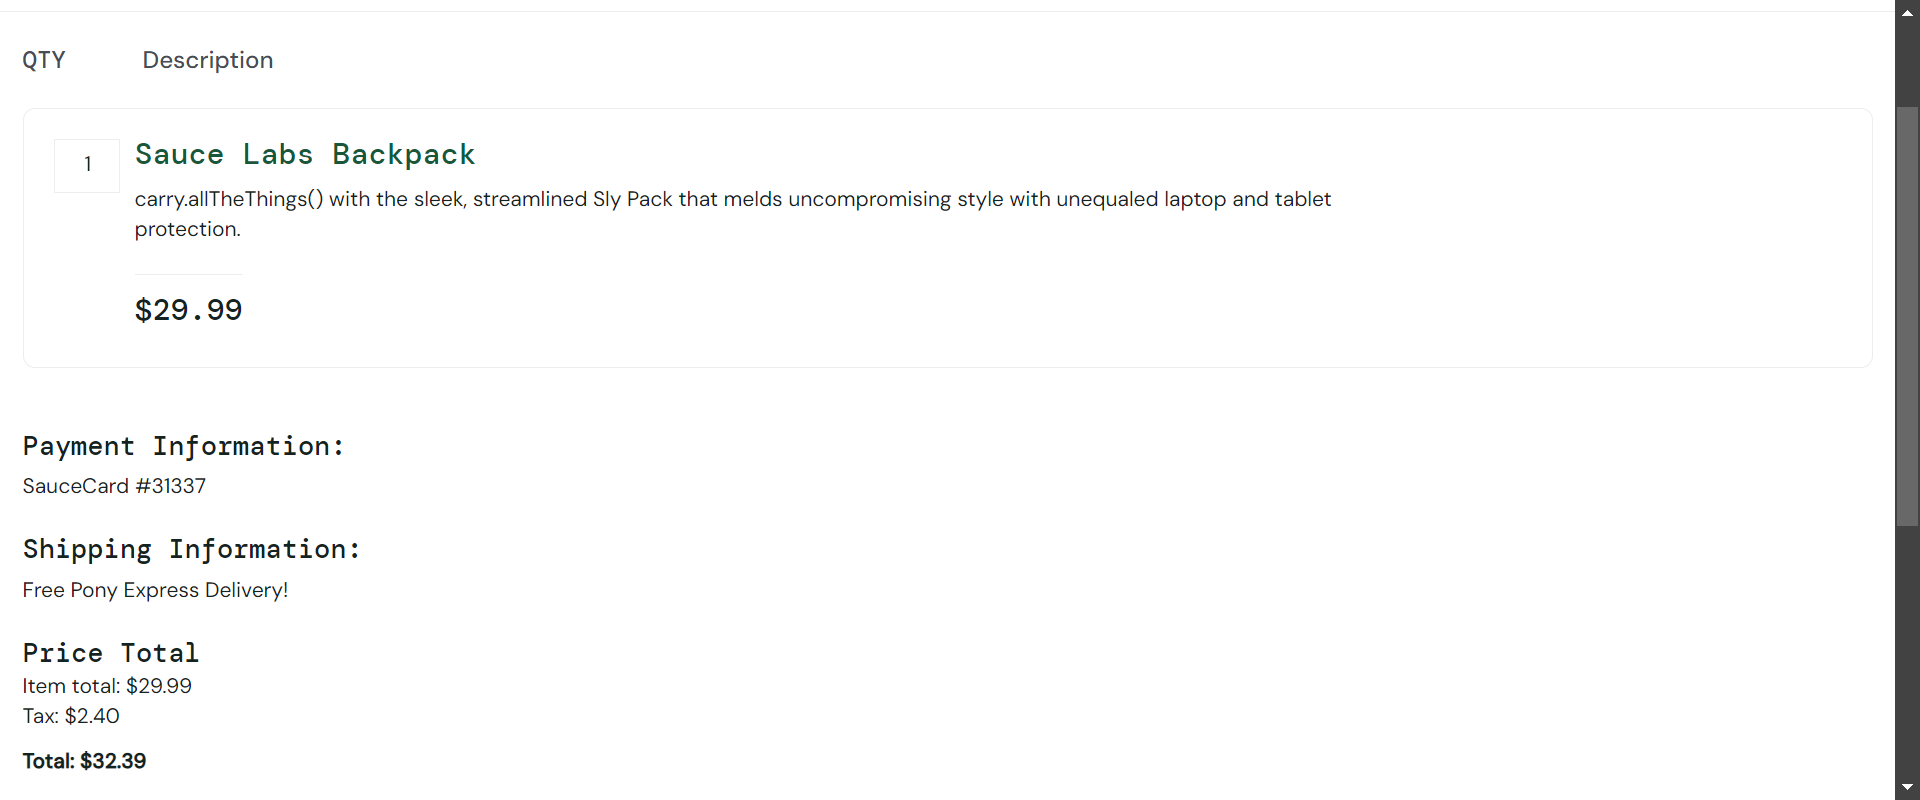 QTY Description
1 Sauce Labs Backpack
carry.allTheThings() with the sleek, streamlined Sly Pack that melds uncompromising style with unequaled laptop and tablet
protection.
$29.99
Payment Information:
SauceCard #31337
Shipping Information:
Free Pony Express Delivery!
Price Total
Item total: $29.99
Tax: $2.40
Total: $32.39